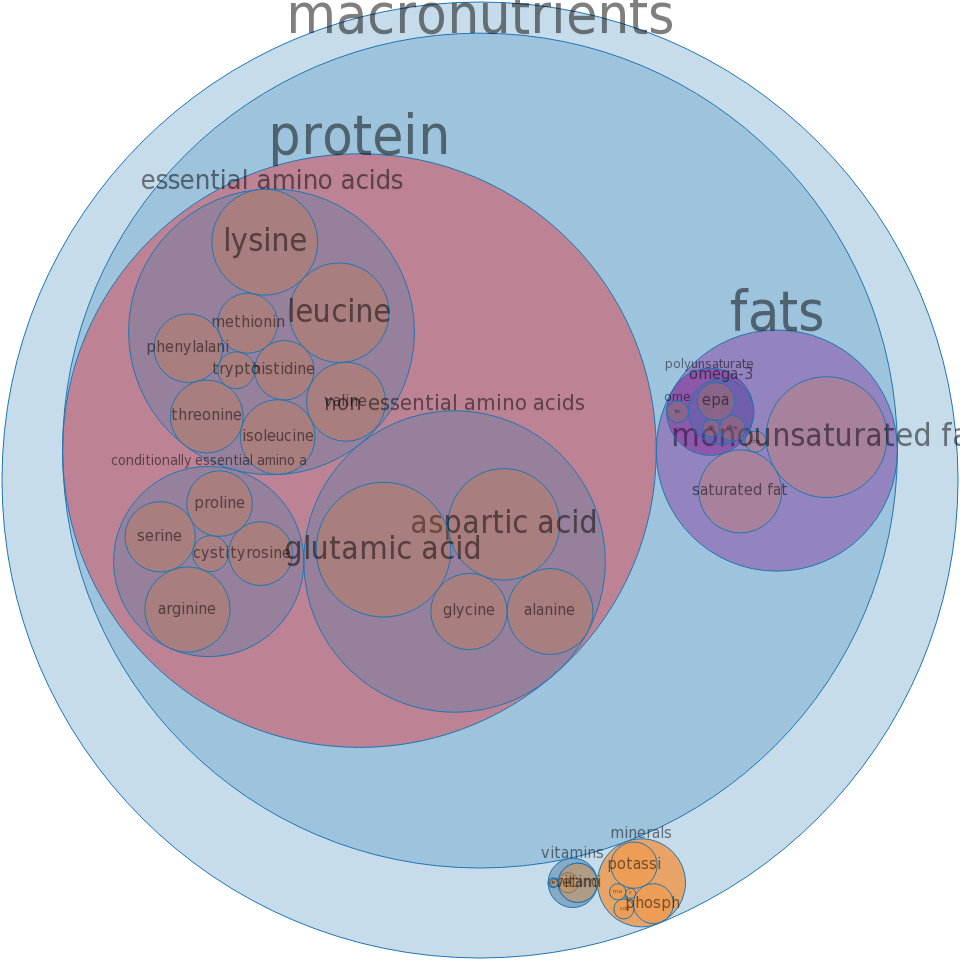 macronutrients
protein
essential amino acids
lysine
fats
leucine
methionin
phenylalani
polyunsaturate
trypto
histidine
omega-3
ome
epa
valine
non essential amino acids
threonine
isoleucine
monounsaturated fa
conditionally essential amino a
saturated fat
proline
aspartic acid
serine
cysti
tyrosine
glutamic acid
arginine
glycine
alanine
minerals
vitamins
potassi
phosph